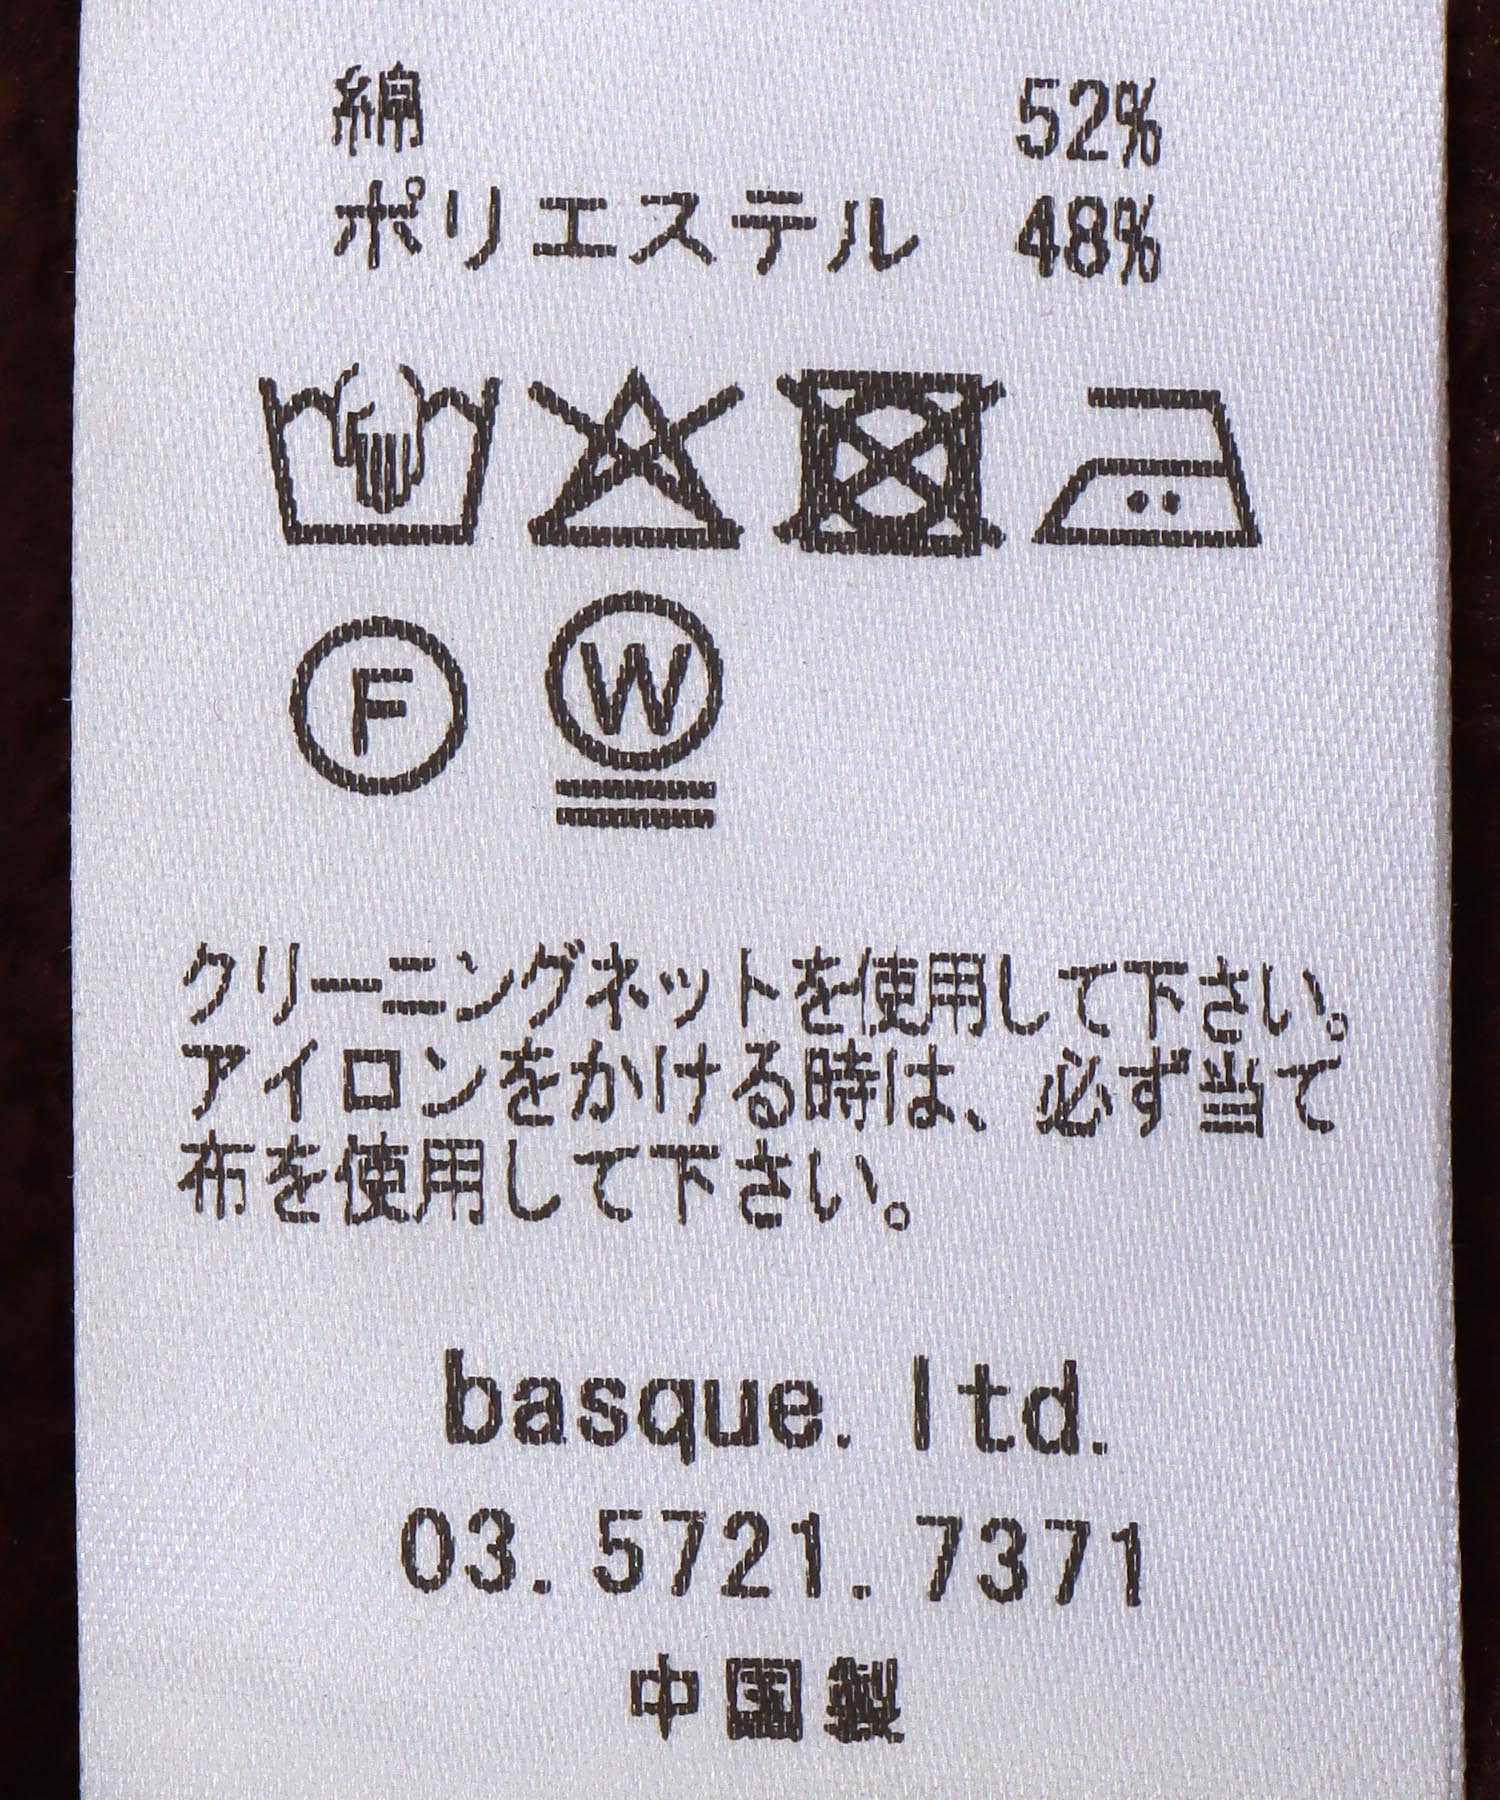 綿 52%
ポリエステル 48%
F W
クリーニングネットを使用して下さい。
アイロンをかける時は、必ず当て
布を使用して下さい。
basque. ltd.
03. 5721. 7371
中国製